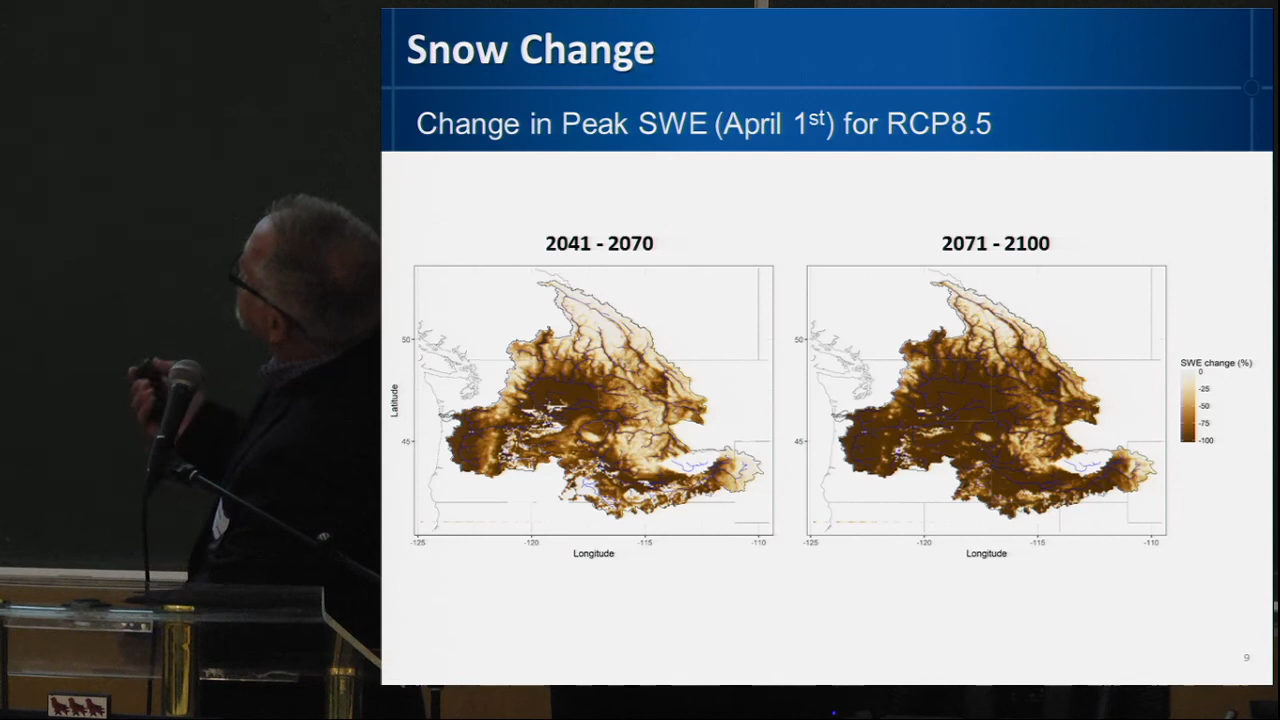 Snow Change
Change in Peak SWE (April 1st) for RCP8.5
2041 - 2070
2071 - 2100
50
45
Latitude
-125
-120
-115
-110
Longitude
50
45
-125
-120
-115
-110
Longitude
SWE change (%)
0
-25
-50
-75
-100
9